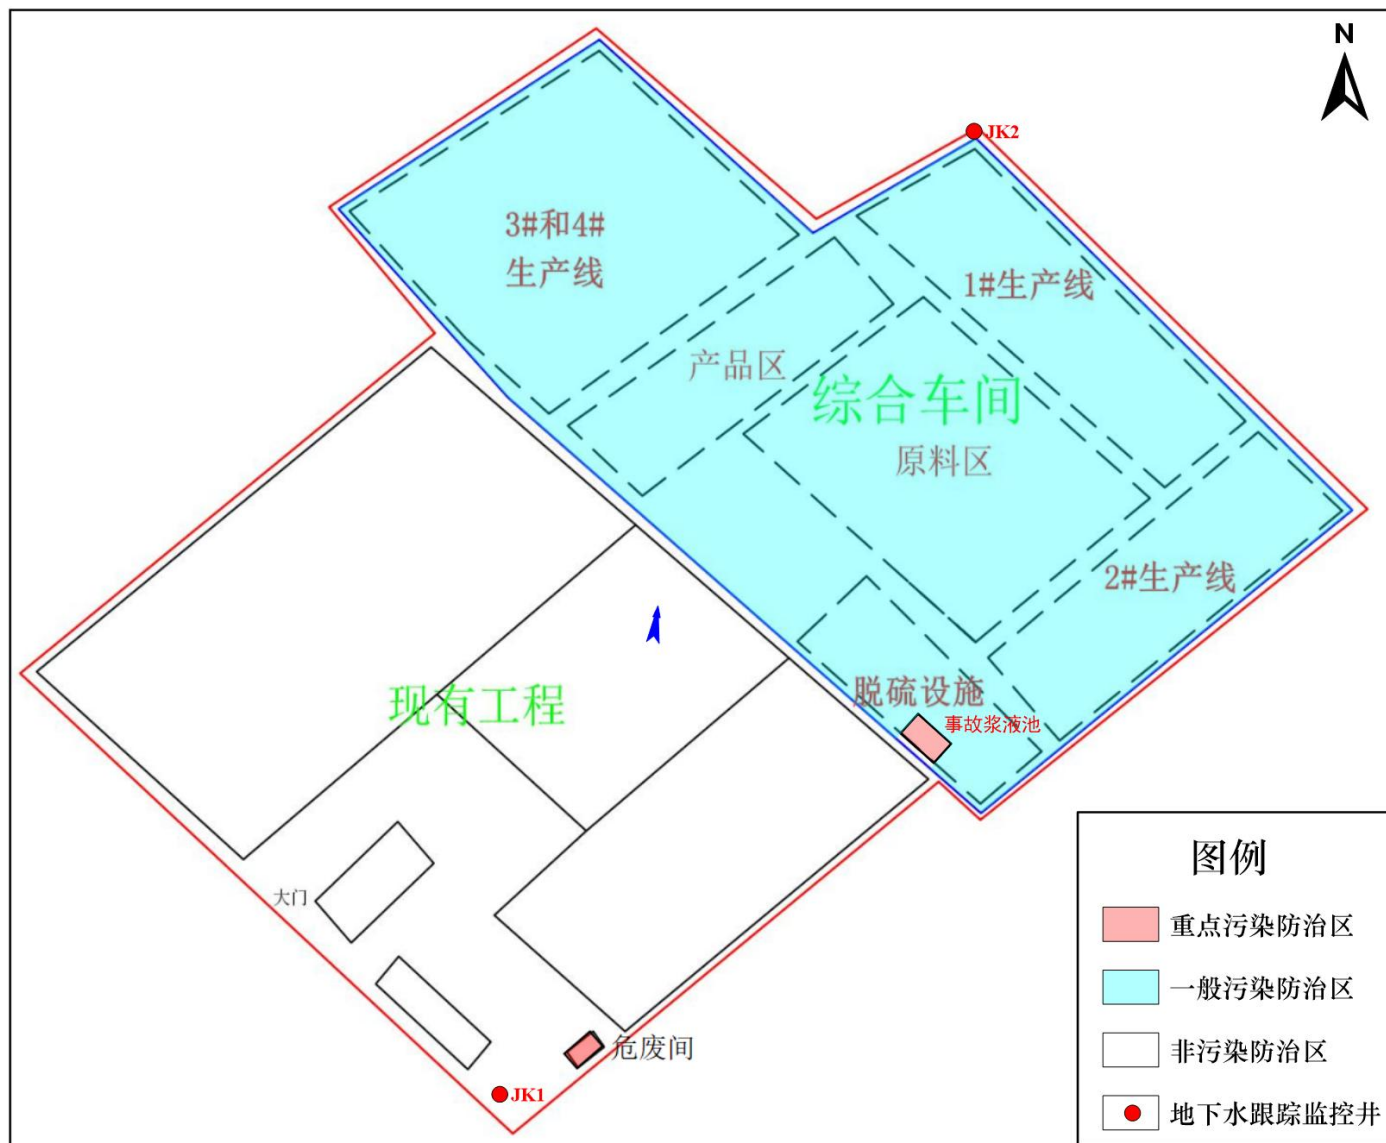 N
JK2
3#和4#
生产线
1#生产线
产品区
综合车间
原料区
2#生产线
脱硫设施
事故浆液池
现有工程
大门
危废间
JK1
图例
重点污染防治区
一般污染防治区
非污染防治区
地下水跟踪监控井